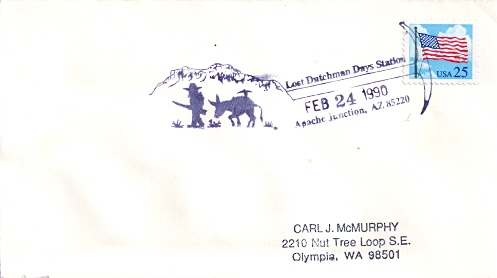 USA 25
Lost Dutchman Days Station
FEB 24 1990
Apache Junction, AZ 85220
CARL J. McMURPHY
2210 Nut Tree Loop S.E.
Olympia, WA 98501